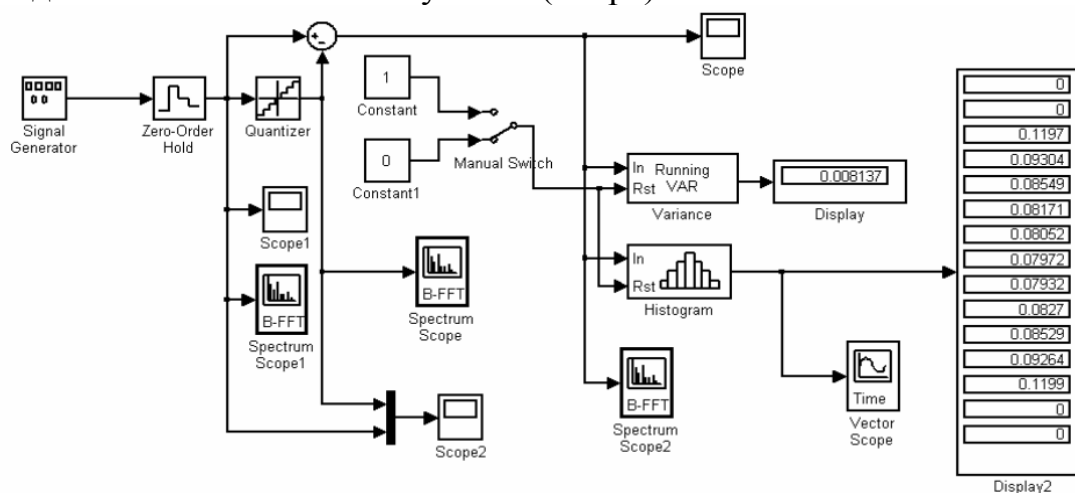 Scope
Signal
Generator
Zero-Order
Hold
Quantizer
1
Constant
0
Constant1
Manual Switch
In
Rst
Running
VAR
Variance
0.008137
Display
Scope1
B-FFT
Spectrum
Scope1
B-FFT
Spectrum
Scope
In
Rst
Histogram
Scope2
B-FFT
Spectrum
Scope2
Time
Vector
Scope
0
0
0.1197
0.09304
0.08549
0.08171
0.08052
0.07972
0.07932
0.0827
0.08529
0.09264
0.1199
0
0
Display2